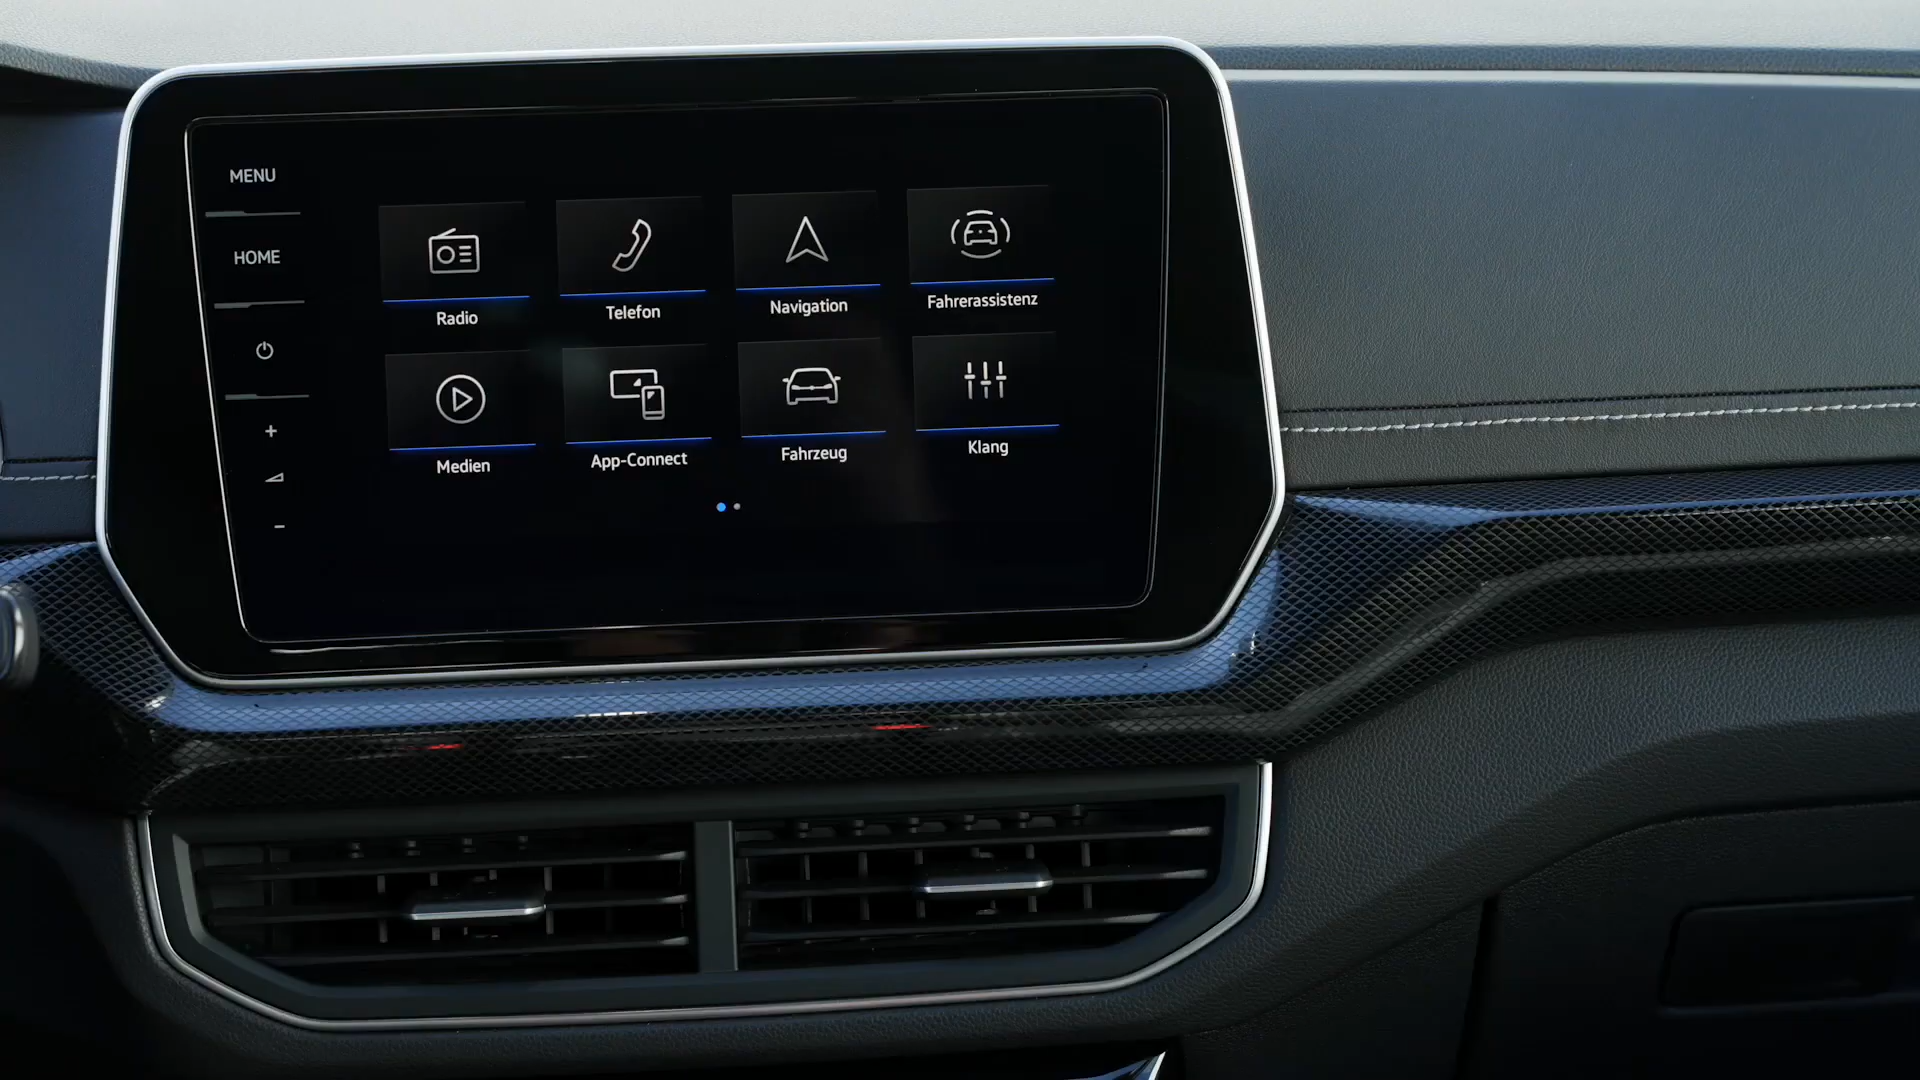 MENU
HOME
Radio
Telefon
Navigation
Fahrerassistenz
Medien
App-Connect
Fahrzeug
Klang
+
-